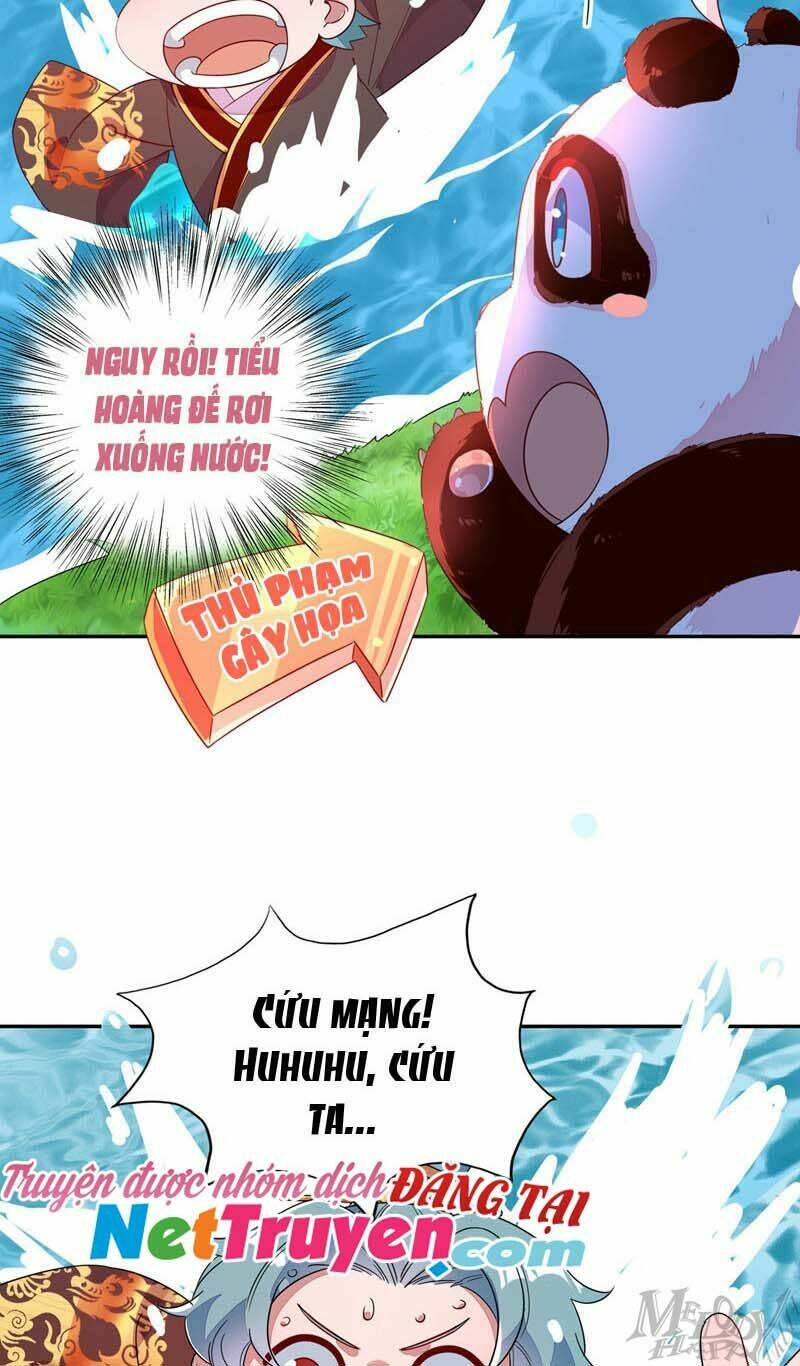 NGUY RỒI! TIỂU
HOÀNG ĐẾ RƠI
XUỐNG NƯỚC!
THỦ PHẠM
GÂY HỌA
CỨU MẠNG!
HUHUHU, CỨU
TA...
Truyện được nhóm dịch ĐĂNG TẠI
NetTruyen.com